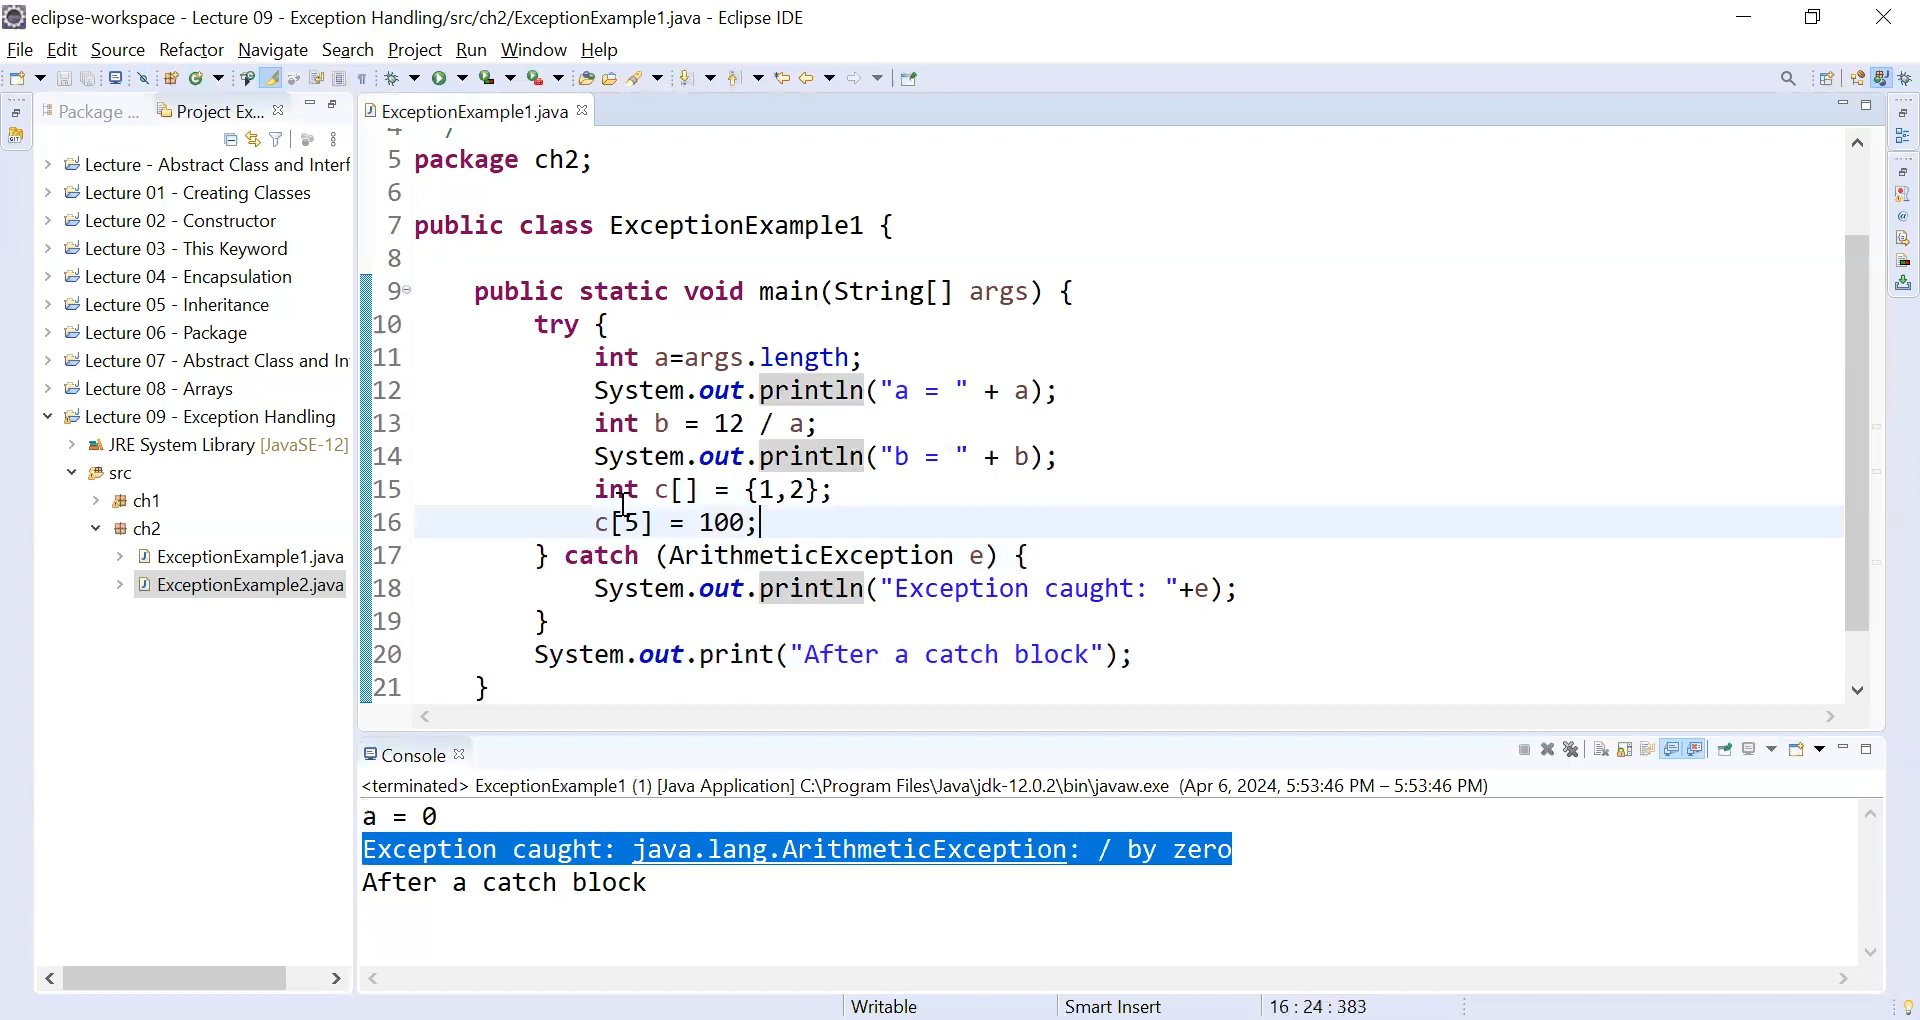 eclipse-workspace - Lecture 09 - Exception Handling/src/ch2/ExceptionExample1.java - Eclipse IDE
File Edit Source Refactor Navigate Search Project Run Window Help
Package ... Project Ex...
ExceptionExample1.java
Lecture - Abstract Class and Interf
Lecture 01 - Creating Classes
Lecture 02 - Constructor
Lecture 03 - This Keyword
Lecture 04 - Encapsulation
Lecture 05 - Inheritance
Lecture 06 - Package
Lecture 07 - Abstract Class and In
Lecture 08 - Arrays
Lecture 09 - Exception Handling
JRE System Library [JavaSE-12]
src
ch1
ch2
ExceptionExample1.java
ExceptionExample2.java
4 /
5 package ch2;
6
7 public class ExceptionExample1 {
8
9 public static void main(String[] args) {
10 try {
11 int a=args.length;
12 System.out.println("a = " + a);
13 int b = 12 / a;
14 System.out.println("b = " + b);
15 int c[] = {1,2};
16 c[5] = 100;
17 } catch (ArithmeticException e) {
18 System.out.println("Exception caught: "+e);
19 }
20 System.out.print("After a catch block");
21 }
Console
<terminated> ExceptionExample1 (1) [Java Application] C:\Program Files\Java\jdk-12.0.2\bin\javaw.exe (Apr 6, 2024, 5:53:46 PM – 5:53:46 PM)
a = 0
Exception caught: java.lang.ArithmeticException: / by zero
After a catch block
Writable Smart Insert 16 : 24 : 383